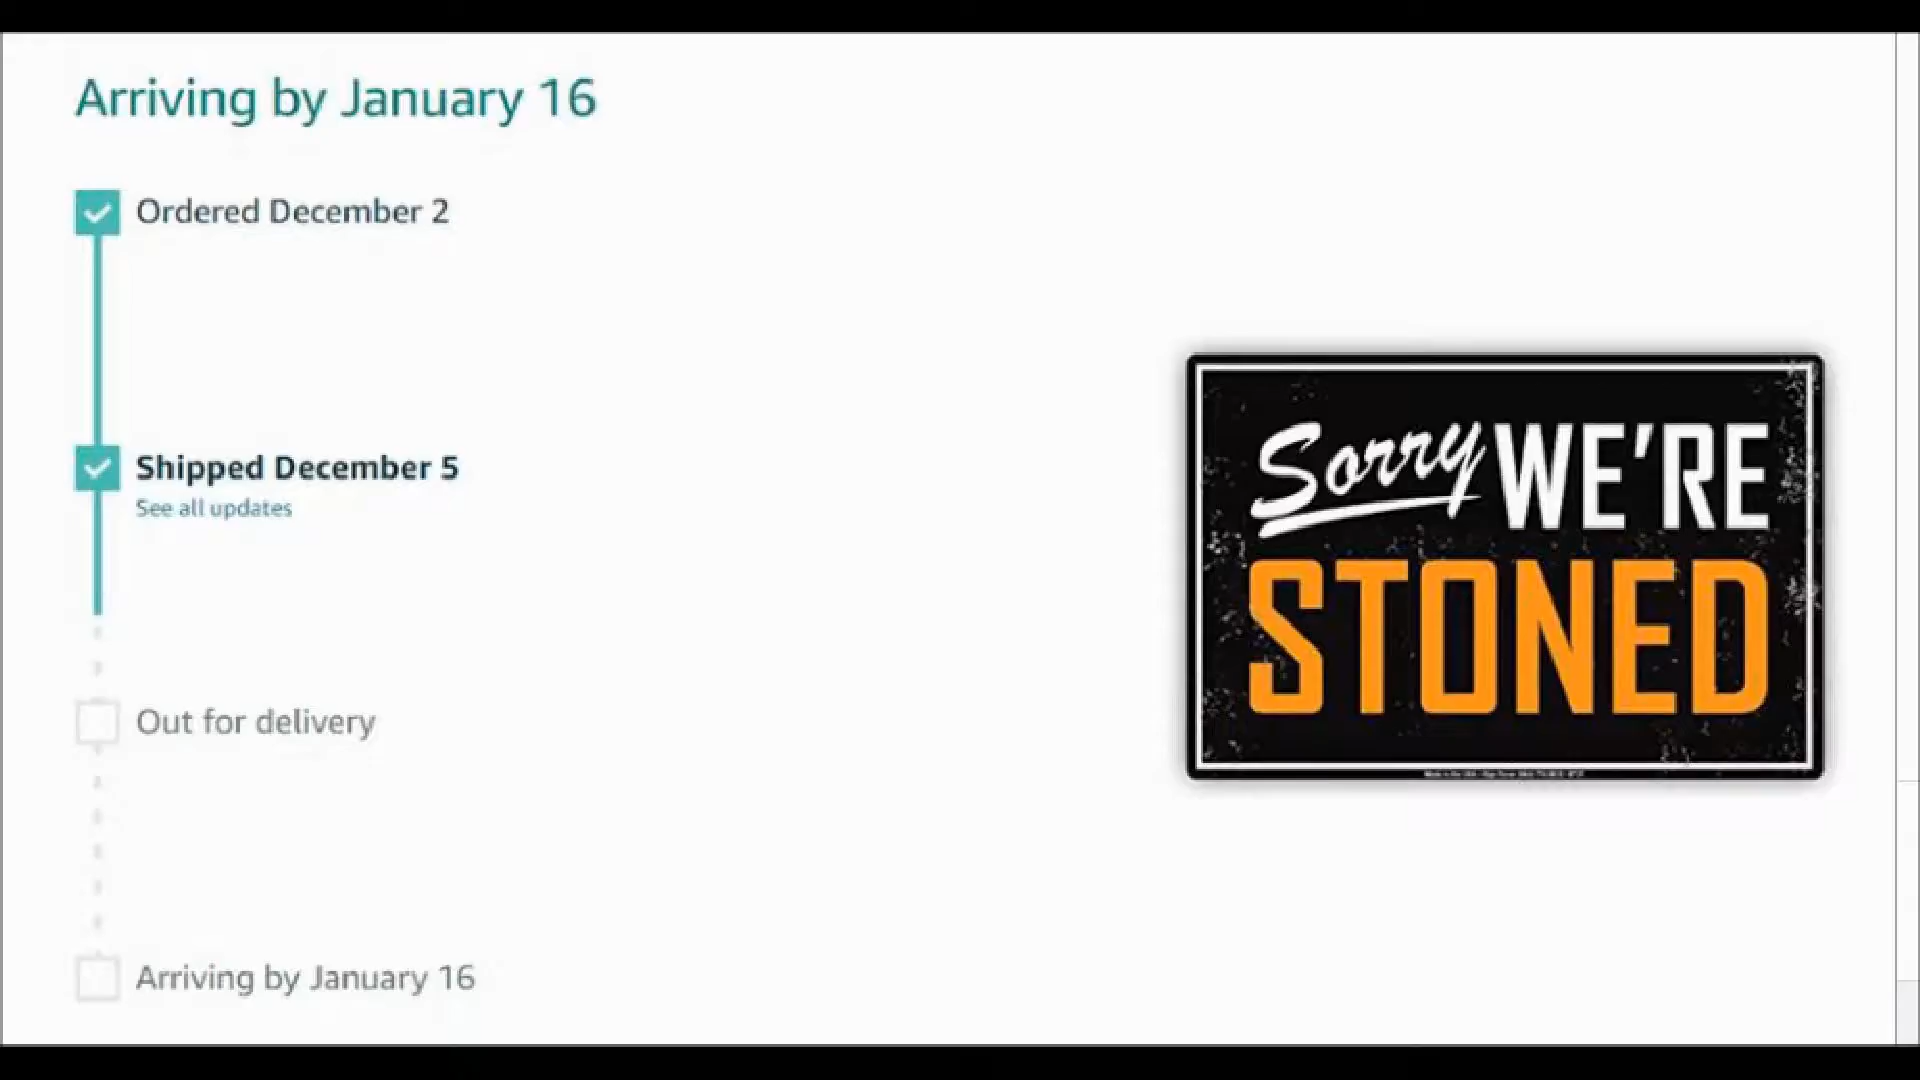 Arriving by January 16
Ordered December 2
Shipped December 5
See all updates
Out for delivery
Arriving by January 16
Sorry WE'RE
STONED